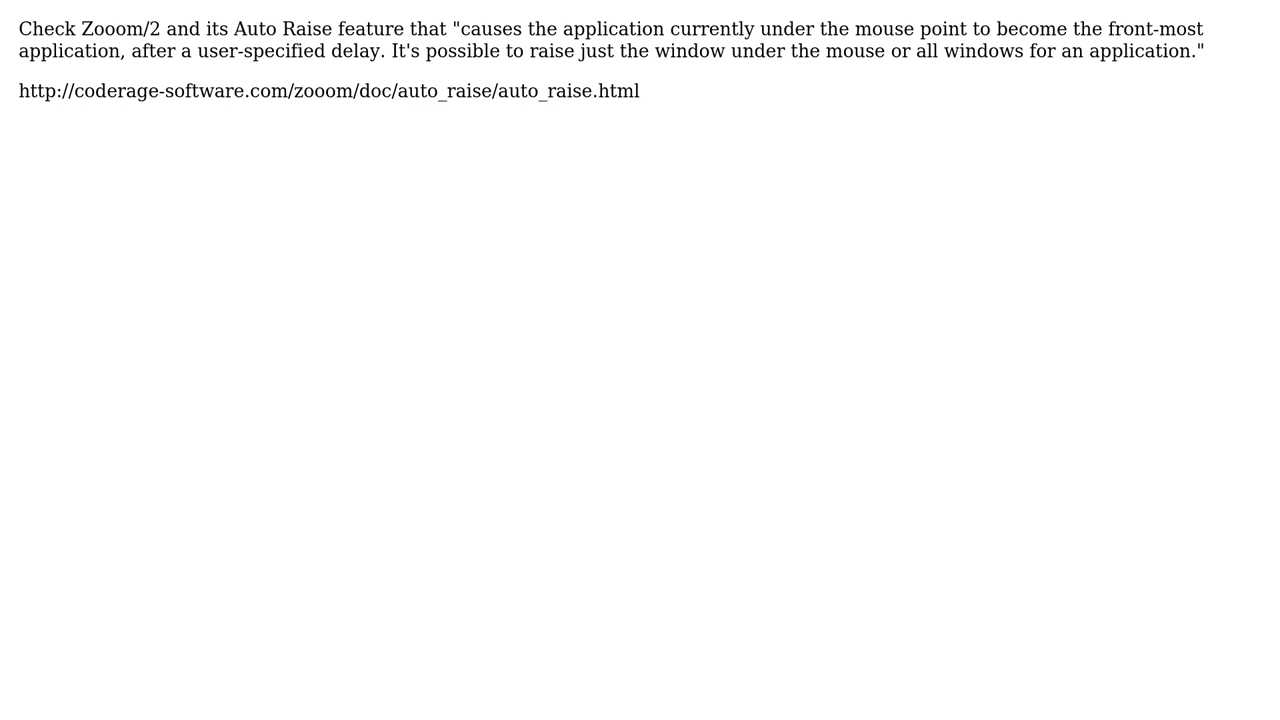 Check Zooom/2 and its Auto Raise feature that "causes the application currently under the mouse point to become the front-most
application, after a user-specified delay. It's possible to raise just the window under the mouse or all windows for an application."
http://coderage-software.com/zooom/doc/auto_raise/auto_raise.html